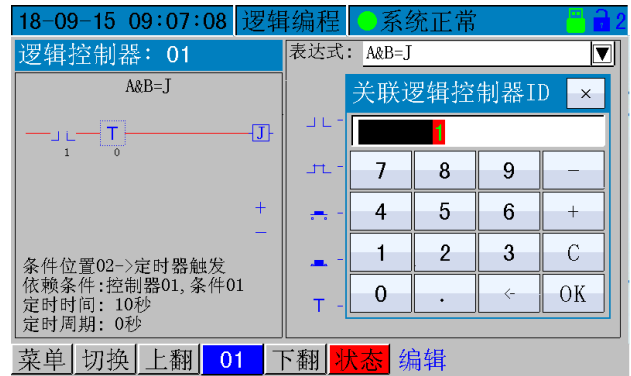 18-09-15 09:07:08 逻辑编程 系统正常 2
逻辑控制器: 01
表达式: A&B=J
A&B=J
T J
1 0
+
−
条件位置02->定时器触发
依赖条件:控制器01,条件01
定时时间: 10秒
定时周期: 0秒
T
关联逻辑控制器ID ×
1
7 8 9 −
4 5 6 +
1 2 3 C
0 . <- OK
菜单 切换 上翻 01 下翻 状态 编辑